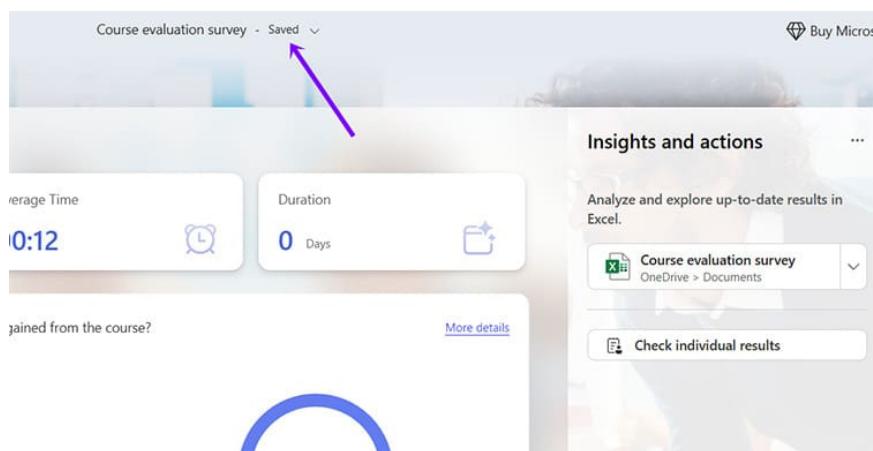 Course evaluation survey - Saved
Buy Micros
Insights and actions
verage Time
Duration
0:12
0 Days
Analyze and explore up-to-date results in
Excel.
Course evaluation survey
OneDrive > Documents
gained from the course?
More details
Check individual results